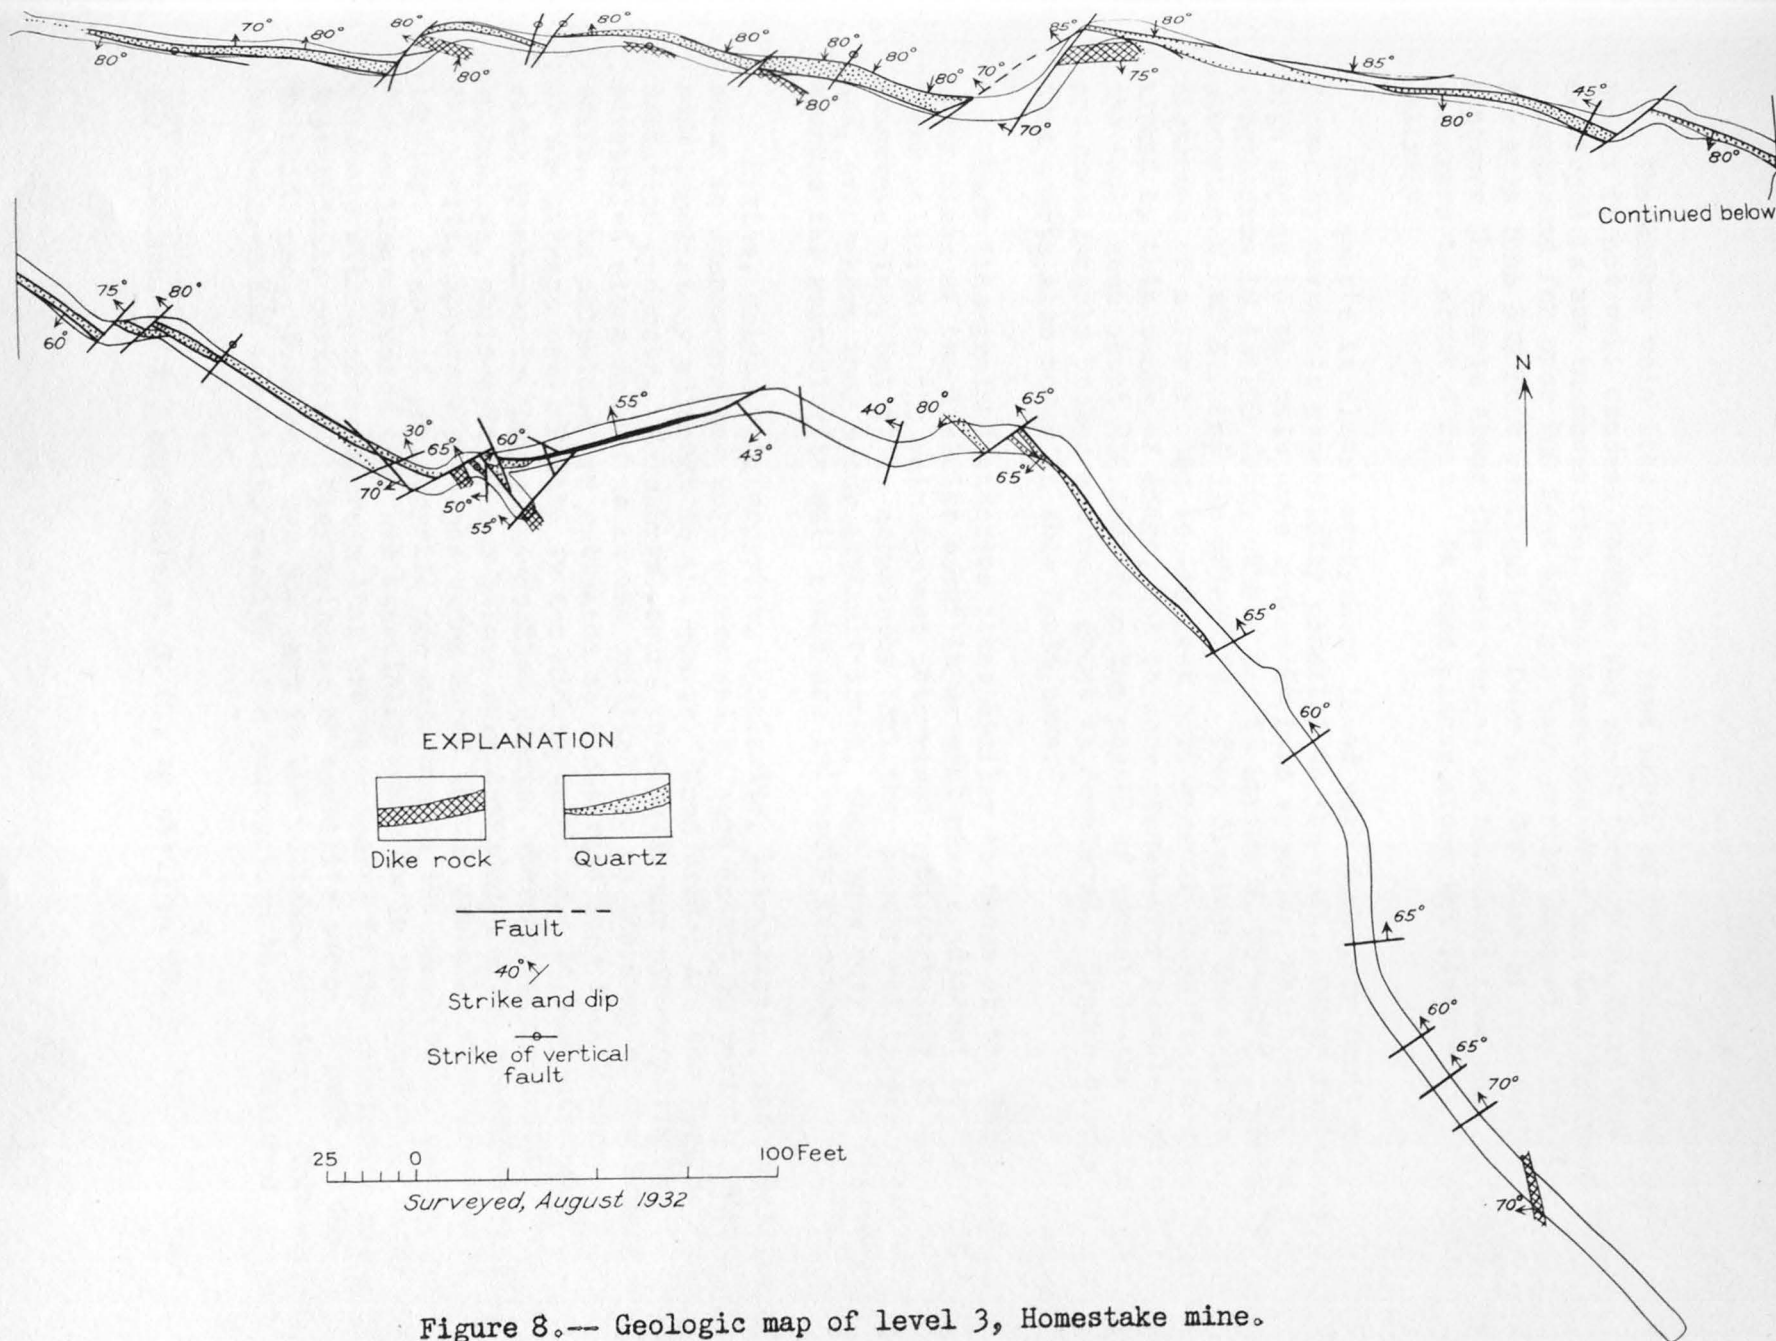 70° 80° 80° 80° 80° 80° 80° 80° 80° 80° 80° 80° 70° 85° 80° 75° 70° 85° 80° 45° 80°
Continued below
60° 75° 80° 30° 65° 60° 70° 50° 55° 55° 43° 40° 80° 65° 65°
N
65°
60°
65°
60°
65°
70°
70°
EXPLANATION
Dike rock Quartz
Fault
40°
Strike and dip
Strike of vertical
fault
25 0 100 Feet
Surveyed, August 1932
Figure 8.-- Geologic map of level 3, Homestake mine.